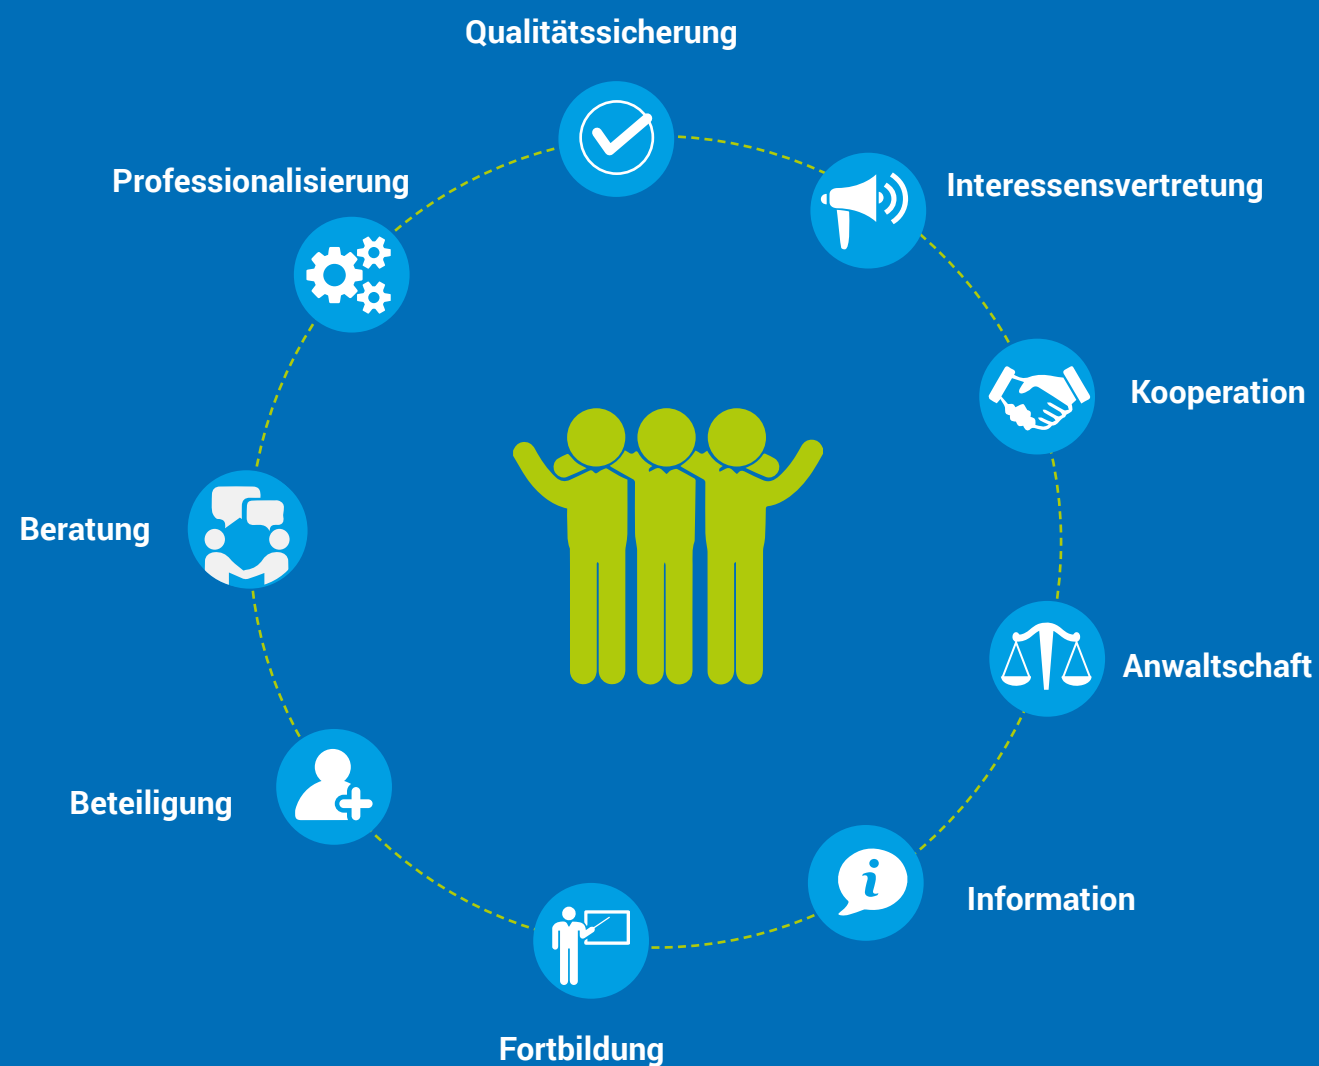 Qualitätssicherung
Interessensvertretung
Kooperation
Anwaltschaft
Information
Fortbildung
Beteiligung
Beratung
Professionalisierung